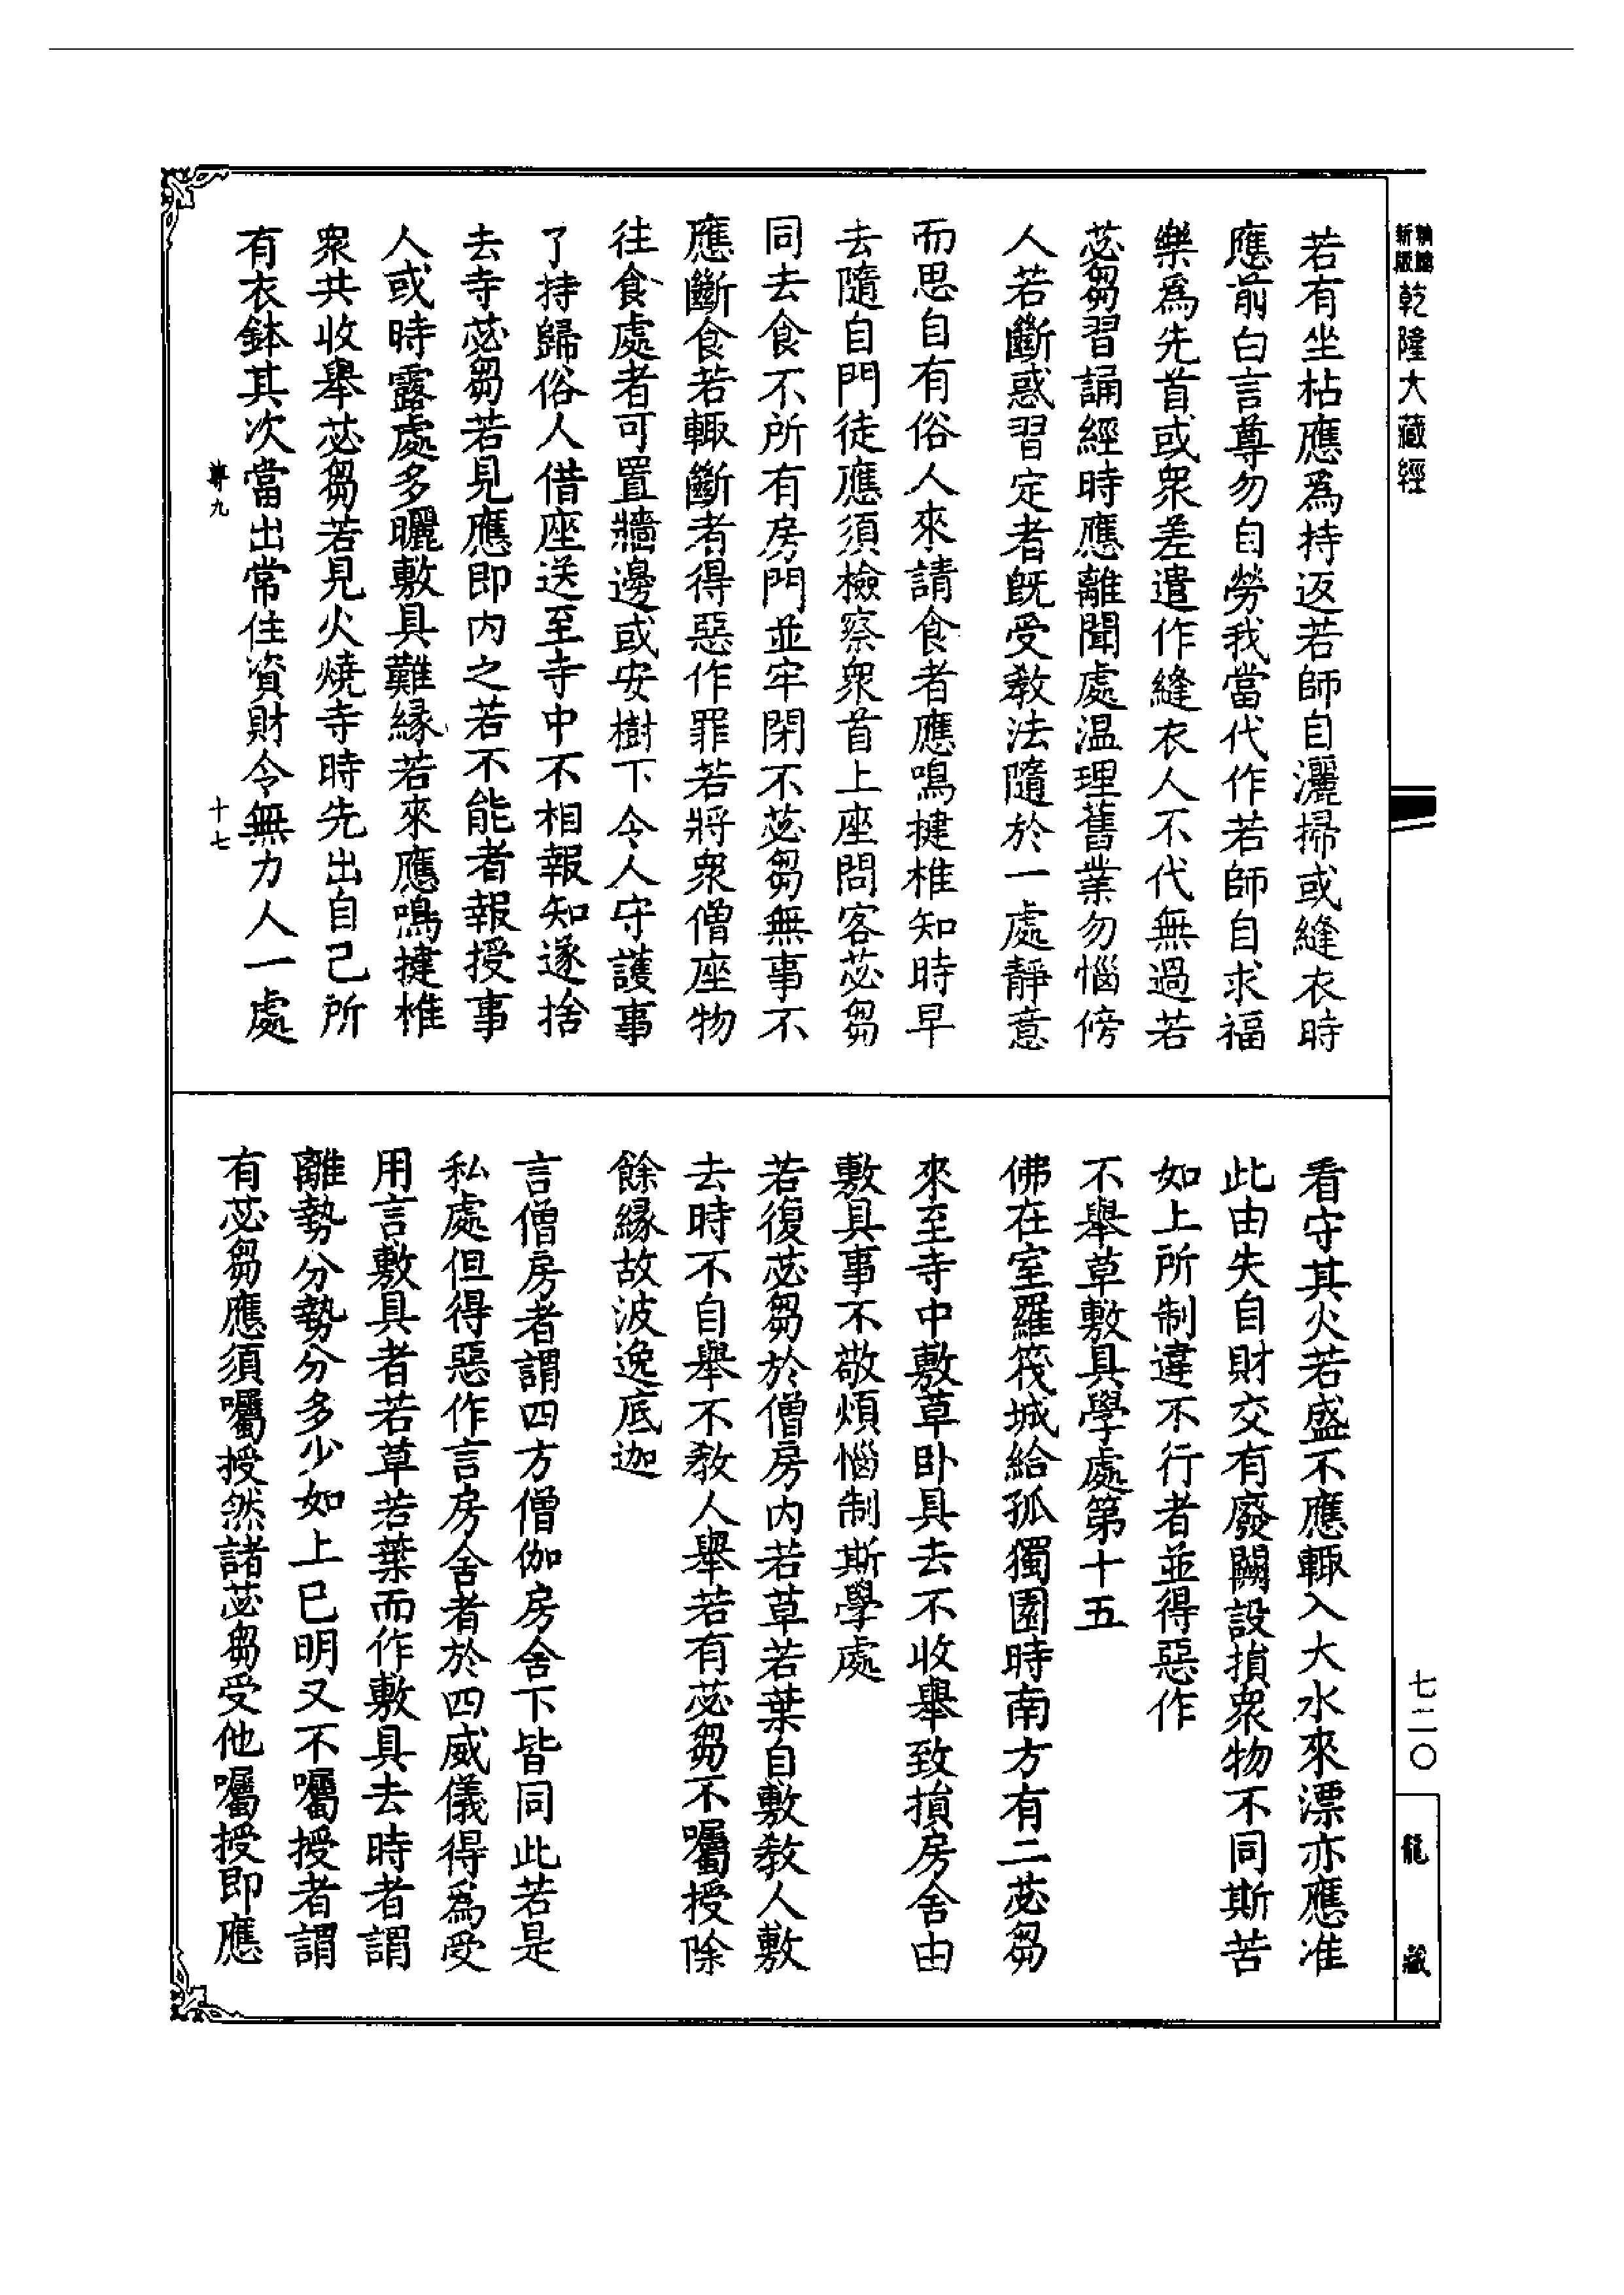 乾隆大藏經
若有坐枯應爲持返若師自灑掃或縫衣時
應前白言尊勿自勞我當代作若師自求福
樂爲先首或衆差遣作縫衣人不代無過若
苾芻習誦經時應離聞處温理舊業勿惱傍
人若斷惑習定者旣受教法隨於一處靜意
而思自有俗人來請食者應鳴揵椎知時早
去隨自門徒應須檢察衆首上座問客苾芻
同去食不所有房門並牢閉不苾芻無事不
應斷食若輙斷者得惡作罪若將衆僧座物
往食處者可置牆邊或安樹下令人守護事
了持歸俗人借座送至寺中不相報知遂捨
去寺苾芻若見應即内之若不能者報授事
人或時露處多曬敷具難縁若來應鳴揵椎
衆共收舉苾芻若見火燒寺時先出自己所
有衣鉢其次當出常住資財令無力人一處
尊九
十七
看守其火若盛不應輙入大水來漂亦應准
此由失自財交有廢闕設損衆物不同斯苦
如上所制違不行者並得惡作
不舉草敷具學處第十五
佛在室羅筏城給孤獨園時南方有二苾芻
來至寺中敷草卧具去不收舉致損房舍由
敷具事不敬煩惱制斯學處
若復苾芻於僧房内若草若葉自敷教人敷
去時不自舉不教人舉若有苾芻不囑授除
餘縁故波逸底迦
言僧房者謂四方僧伽房舍下皆同此若是
私處但得惡作言房舍者於四威儀得爲受
用言敷具者若草若葉而作敷具去時者謂
離勢分勢分多少如上已明又不囑授者謂
有苾芻應須囑授然諸苾芻受他囑授即應
七二〇
龍藏